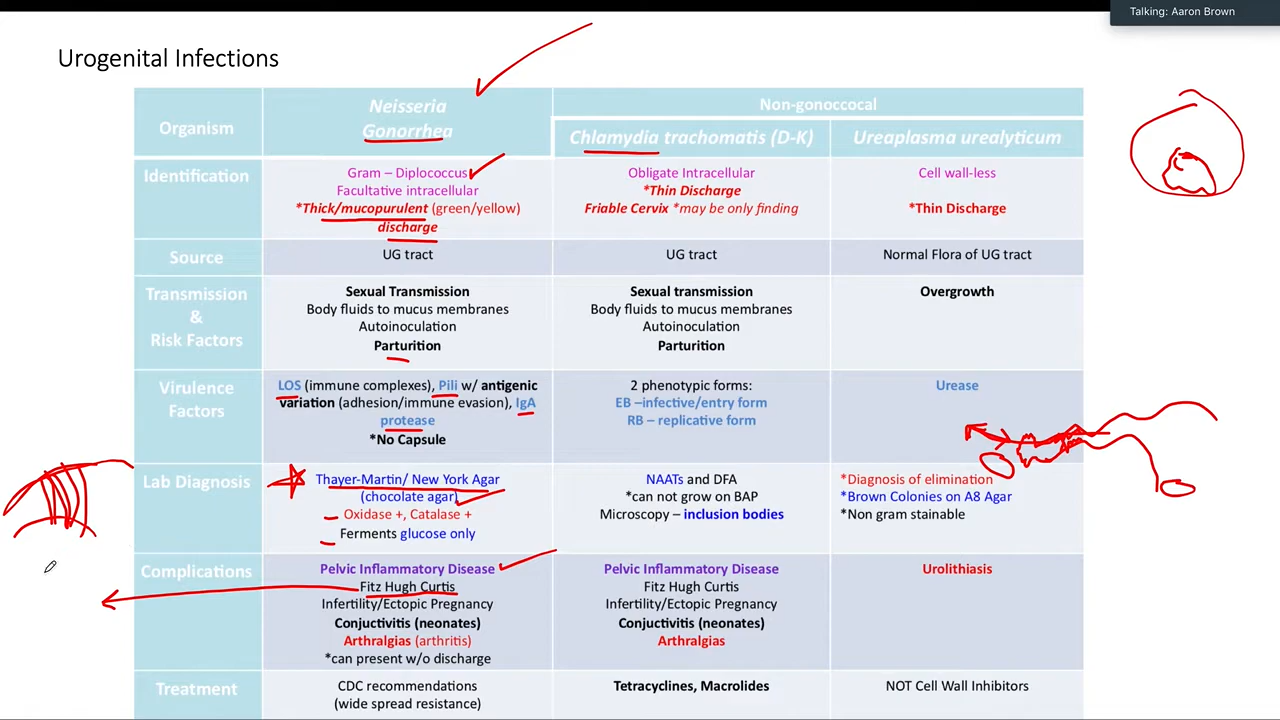 Talking: Aaron Brown
Urogenital Infections
Organism
Neisseria
Gonorrhea
Non-gonoccocal
Chlamydia trachomatis (D-K)
Ureaplasma urealyticum
Identification
Gram – Diplococcus
Facultative intracellular
*Thick/mucopurulent (green/yellow)
discharge
Obligate Intracellular
*Thin Discharge
Friable Cervix *may be only finding
Cell wall-less
*Thin Discharge
Source
UG tract
UG tract
Normal Flora of UG tract
Transmission
&
Risk Factors
Sexual Transmission
Body fluids to mucus membranes
Autoinoculation
Parturition
Sexual transmission
Body fluids to mucus membranes
Autoinoculation
Parturition
Overgrowth
Virulence
Factors
LOS (immune complexes), Pili w/ antigenic
variation (adhesion/immune evasion), IgA
protease
*No Capsule
2 phenotypic forms:
EB –infective/entry form
RB – replicative form
Urease
Lab Diagnosis
Thayer-Martin/ New York Agar
(chocolate agar)
Oxidase +, Catalase +
Ferments glucose only
NAATs and DFA
*can not grow on BAP
Microscopy – inclusion bodies
*Diagnosis of elimination
*Brown Colonies on A8 Agar
*Non gram stainable
Complications
Pelvic Inflammatory Disease
Fitz Hugh Curtis
Infertility/Ectopic Pregnancy
Conjuctivitis (neonates)
Arthralgias (arthritis)
*can present w/o discharge
Pelvic Inflammatory Disease
Fitz Hugh Curtis
Infertility/Ectopic Pregnancy
Conjuctivitis (neonates)
Arthralgias
Urolithiasis
Treatment
CDC recommendations
(wide spread resistance)
Tetracyclines, Macrolides
NOT Cell Wall Inhibitors